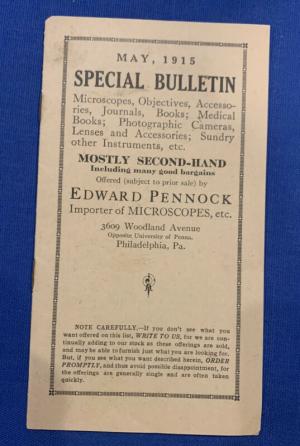 MAY, 1915
SPECIAL BULLETIN
Microscopes, Objectives, Accesso-
ries, Journals, Books; Medical
Books; Photographic Cameras,
Lenses and Accessories; Sundry
other Instruments, etc.
MOSTLY SECOND-HAND
Including many good bargains
Offered (subject to prior sale) by
EDWARD PENNOCK
Importer of MICROSCOPES, etc.
3609 Woodland Avenue
Opposite University of Penna.
Philadelphia, Pa.
NOTE CAREFULLY.—If you don't see what you
want offered on this list, WRITE TO US, for we are con-
tinually adding to our stock as these offerings are sold,
and may be able to furnish just what you are looking for.
But, if you see what you want described herein, ORDER
PROMPTLY, and thus avoid possible disappointment, for
the offerings are generally single and are often taken
quickly.